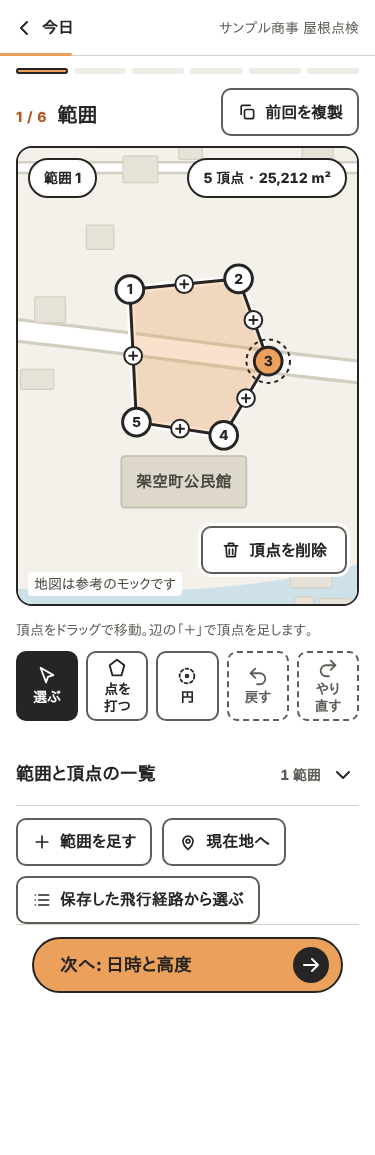 今日
サンプル商事 屋根点検
1 / 6 範囲
前回を複製
範囲 1
5 頂点・25,212 m²
1
2
3
5
4
架空町公民館
頂点を削除
地図は参考のモックです
頂点をドラッグで移動。辺の「＋」で頂点を足します。
選ぶ
点を
打つ
円
戻す
やり
直す
範囲と頂点の一覧
1 範囲
範囲を足す
現在地へ
保存した飛行経路から選ぶ
次へ: 日時と高度